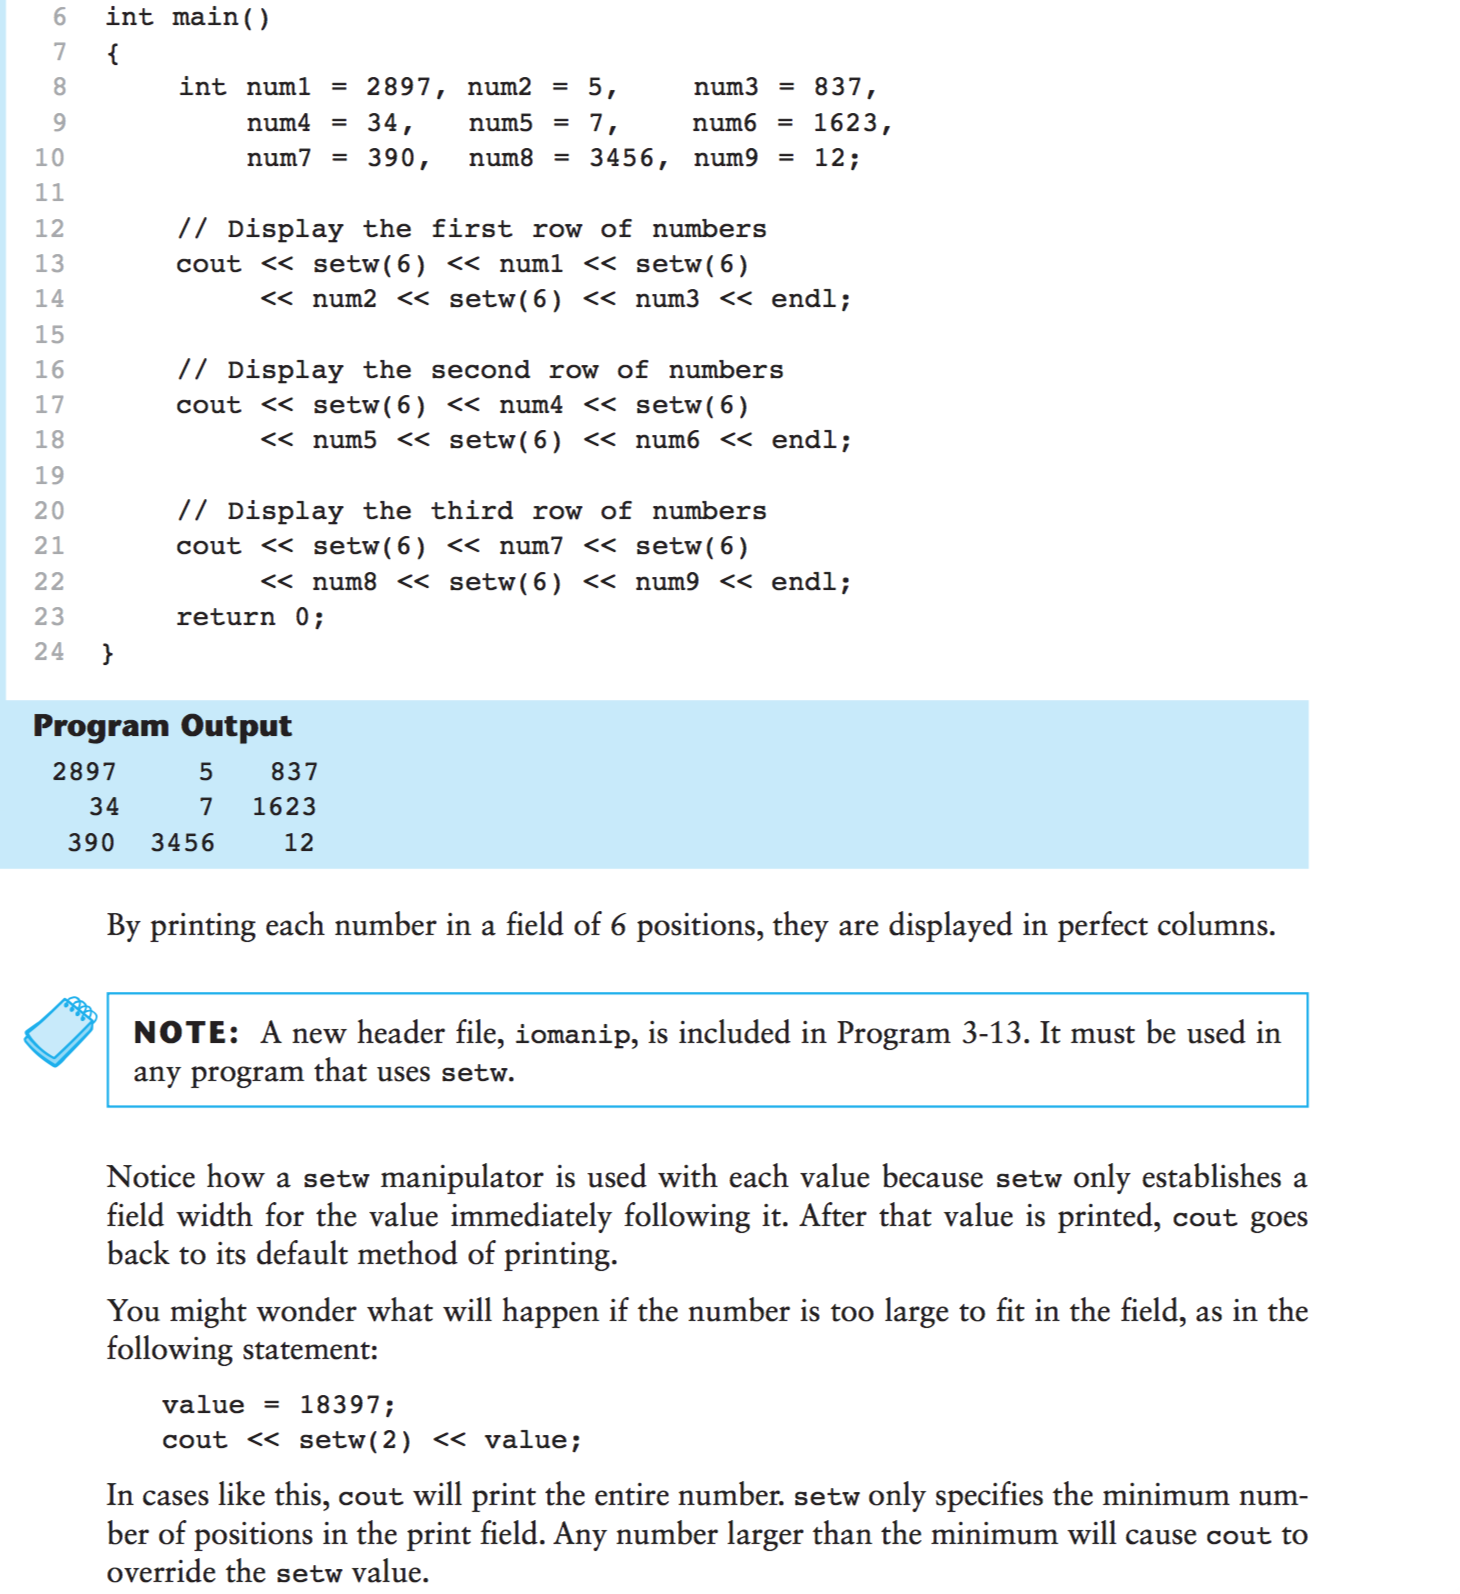 6 int main()
7 {
8 int num1 = 2897, num2 = 5, num3 = 837,
9 num4 = 34, num5 = 7, num6 = 1623,
10 num7 = 390, num8 = 3456, num9 = 12;
11
12 // Display the first row of numbers
13 cout << setw(6) << num1 << setw(6)
14 << num2 << setw(6) << num3 << endl;
15
16 // Display the second row of numbers
17 cout << setw(6) << num4 << setw(6)
18 << num5 << setw(6) << num6 << endl;
19
20 // Display the third row of numbers
21 cout << setw(6) << num7 << setw(6)
22 << num8 << setw(6) << num9 << endl;
23 return 0;
24 }
Program Output
2897 5 837
34 7 1623
390 3456 12
By printing each number in a field of 6 positions, they are displayed in perfect columns.
NOTE: A new header file, iomanip, is included in Program 3-13. It must be used in
any program that uses setw.
Notice how a setw manipulator is used with each value because setw only establishes a
field width for the value immediately following it. After that value is printed, cout goes
back to its default method of printing.
You might wonder what will happen if the number is too large to fit in the field, as in the
following statement:
value = 18397;
cout << setw(2) << value;
In cases like this, cout will print the entire number. setw only specifies the minimum num-
ber of positions in the print field. Any number larger than the minimum will cause cout to
override the setw value.